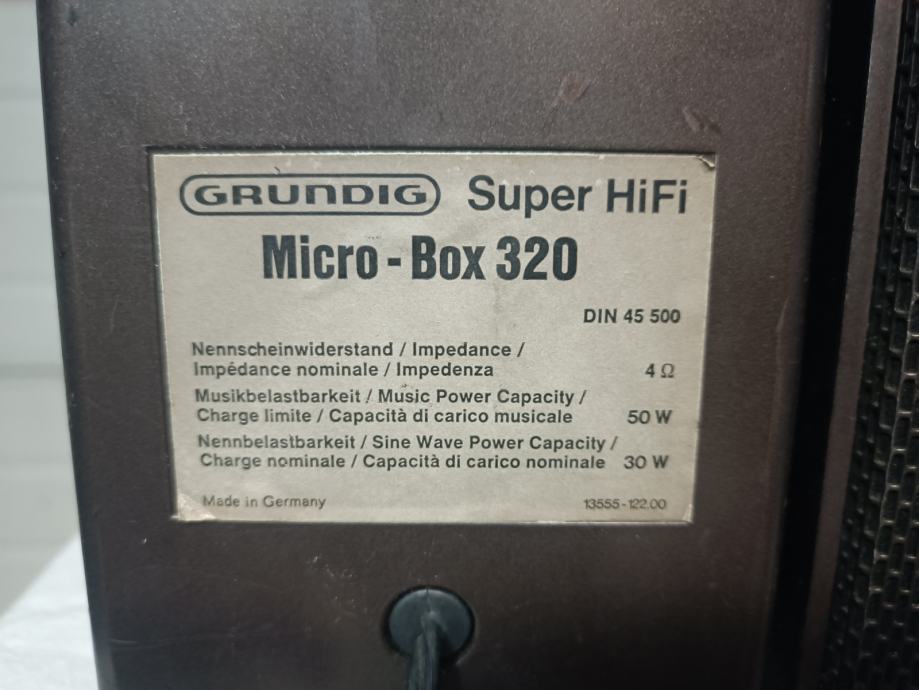 GRUNDIG Super HiFi
Micro-Box 320
DIN 45 500
Nennscheinwiderstand / Impedance /
Impédance nominale / Impedenza 4 Ω
Musikbelastbarkeit / Music Power Capacity /
Charge limite / Capacità di carico musicale 50 W
Nennbelastbarkeit / Sine Wave Power Capacity /
Charge nominale / Capacità di carico nominale 30 W
Made in Germany 13555-122.00